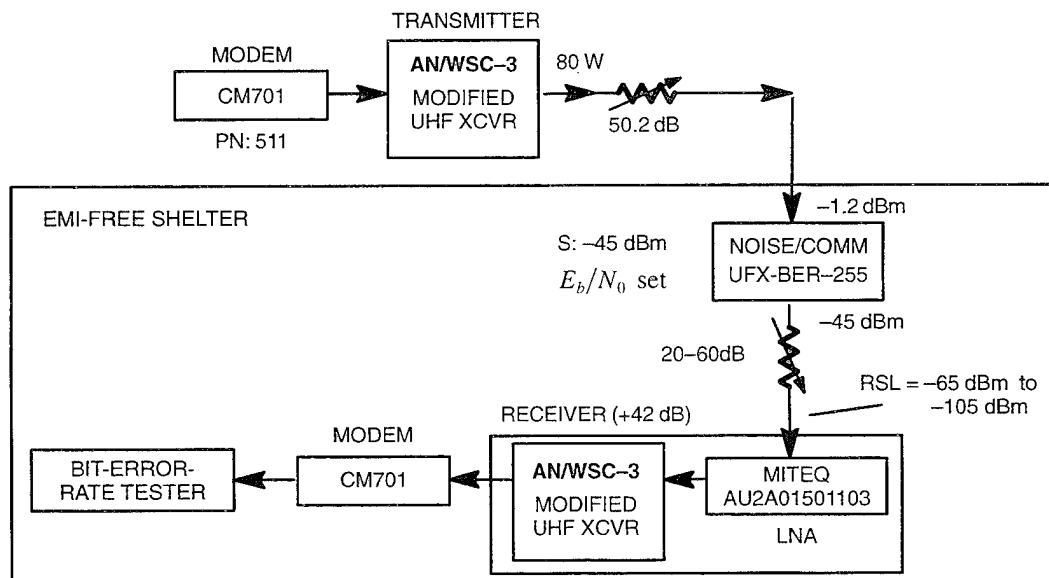 TRANSMITTER
MODEM
CM701
PN: 511
AN/WSC–3
MODIFIED
UHF XCVR
80 W
50.2 dB
EMI-FREE SHELTER
–1.2 dBm
S: –45 dBm
E_b/N_0 set
NOISE/COMM
UFX-BER–255
–45 dBm
20–60dB
RSL = –65 dBm to
–105 dBm
RECEIVER (+42 dB)
MODEM
BIT-ERROR-
RATE TESTER
CM701
AN/WSC–3
MODIFIED
UHF XCVR
MITEQ
AU2A01501103
LNA